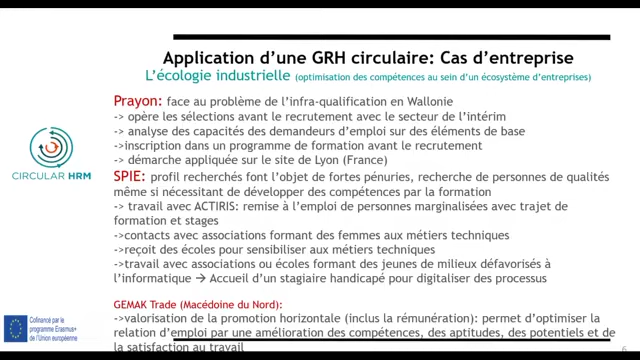 Application d’une GRH circulaire: Cas d’entreprise
L’écologie industrielle (optimisation des compétences au sein d’un écosystème d’entreprises)
Prayon: face au problème de l’infra-qualification en Wallonie
-> opère les sélections avant le recrutement avec le secteur de l’intérim
-> analyse des capacités des demandeurs d’emploi sur des éléments de base
->inscription dans un programme de formation avant le recrutement
-> démarche appliquée sur le site de Lyon (France)
CIRCULAR HRM
SPIE: profil recherchés font l’objet de fortes pénuries, recherche de personnes de qualités
même si nécessitant de développer des compétences par la formation
-> travail avec ACTIRIS: remise à l’emploi de personnes marginalisées avec trajet de
formation et stages
->contacts avec associations formant des femmes aux métiers techniques
->reçoit des écoles pour sensibiliser aux métiers techniques
->travail avec associations ou écoles formant des jeunes de milieux défavorisés à
l’informatique → Accueil d’un stagiaire handicapé pour digitaliser des processus
GEMAK Trade (Macédoine du Nord):
->valorisation de la promotion horizontale (inclus la rémunération): permet d’optimiser la
relation d’emploi par une amélioration des compétences, des aptitudes, des potentiels et de
la satisfaction au travail
Cofinancé par le
programme Erasmus+
de l’Union européenne
6